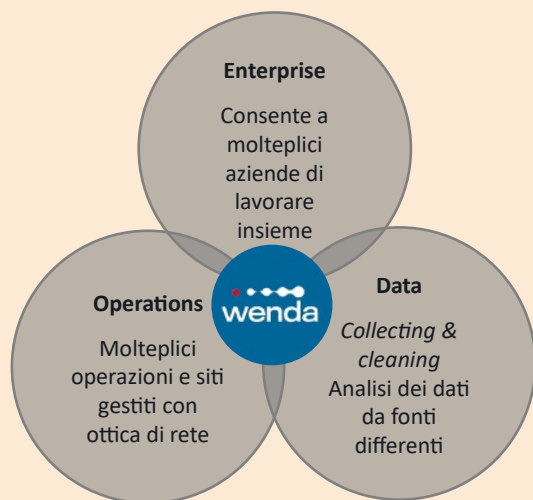 Enterprise
Consente a
molteplici
aziende di
lavorare
insieme
Operations
Molteplici
operazioni e siti
gestiti con
ottica di rete
wenda
Data
Collecting &
cleaning
Analisi dei dati
da fonti
differenti